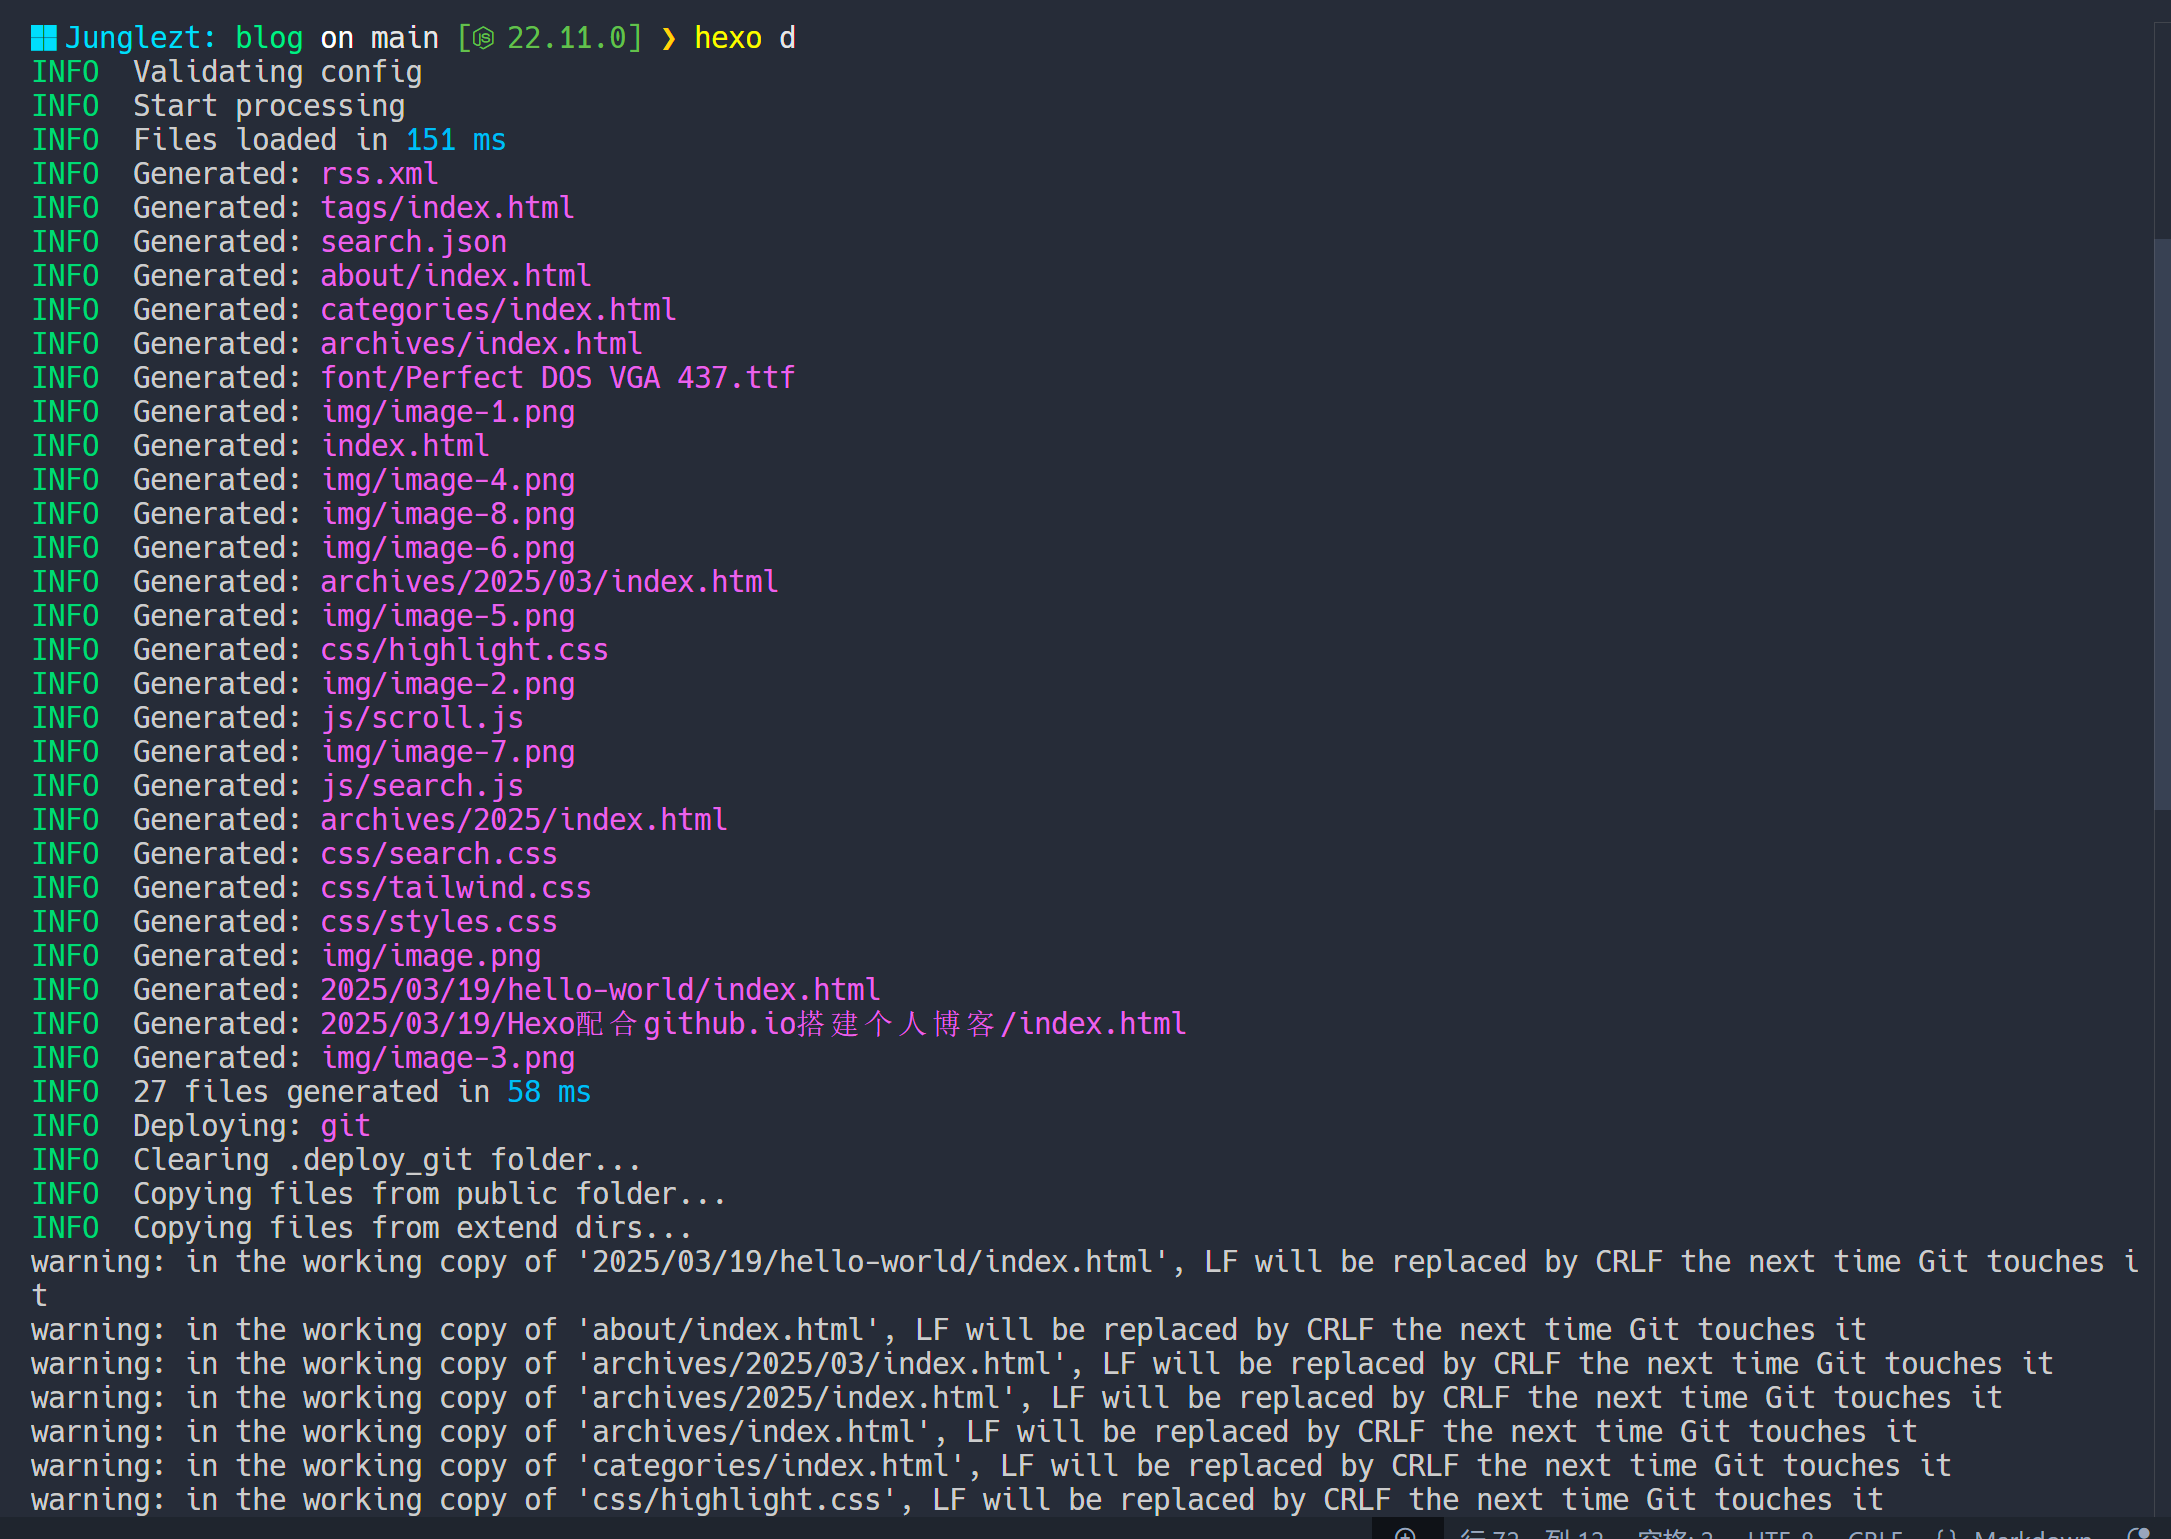 Junglezt: blog on main [ 22.11.0] ❯ hexo d
INFO  Validating config
INFO  Start processing
INFO  Files loaded in 151 ms
INFO  Generated: rss.xml
INFO  Generated: tags/index.html
INFO  Generated: search.json
INFO  Generated: about/index.html
INFO  Generated: categories/index.html
INFO  Generated: archives/index.html
INFO  Generated: font/Perfect DOS VGA 437.ttf
INFO  Generated: img/image-1.png
INFO  Generated: index.html
INFO  Generated: img/image-4.png
INFO  Generated: img/image-8.png
INFO  Generated: img/image-6.png
INFO  Generated: archives/2025/03/index.html
INFO  Generated: img/image-5.png
INFO  Generated: css/highlight.css
INFO  Generated: img/image-2.png
INFO  Generated: js/scroll.js
INFO  Generated: img/image-7.png
INFO  Generated: js/search.js
INFO  Generated: archives/2025/index.html
INFO  Generated: css/search.css
INFO  Generated: css/tailwind.css
INFO  Generated: css/styles.css
INFO  Generated: img/image.png
INFO  Generated: 2025/03/19/hello-world/index.html
INFO  Generated: 2025/03/19/Hexo配合github.io搭建个人博客/index.html
INFO  Generated: img/image-3.png
INFO  27 files generated in 58 ms
INFO  Deploying: git
INFO  Clearing .deploy_git folder...
INFO  Copying files from public folder...
INFO  Copying files from extend dirs...
warning: in the working copy of '2025/03/19/hello-world/index.html', LF will be replaced by CRLF the next time Git touches i
t
warning: in the working copy of 'about/index.html', LF will be replaced by CRLF the next time Git touches it
warning: in the working copy of 'archives/2025/03/index.html', LF will be replaced by CRLF the next time Git touches it
warning: in the working copy of 'archives/2025/index.html', LF will be replaced by CRLF the next time Git touches it
warning: in the working copy of 'archives/index.html', LF will be replaced by CRLF the next time Git touches it
warning: in the working copy of 'categories/index.html', LF will be replaced by CRLF the next time Git touches it
warning: in the working copy of 'css/highlight.css', LF will be replaced by CRLF the next time Git touches it